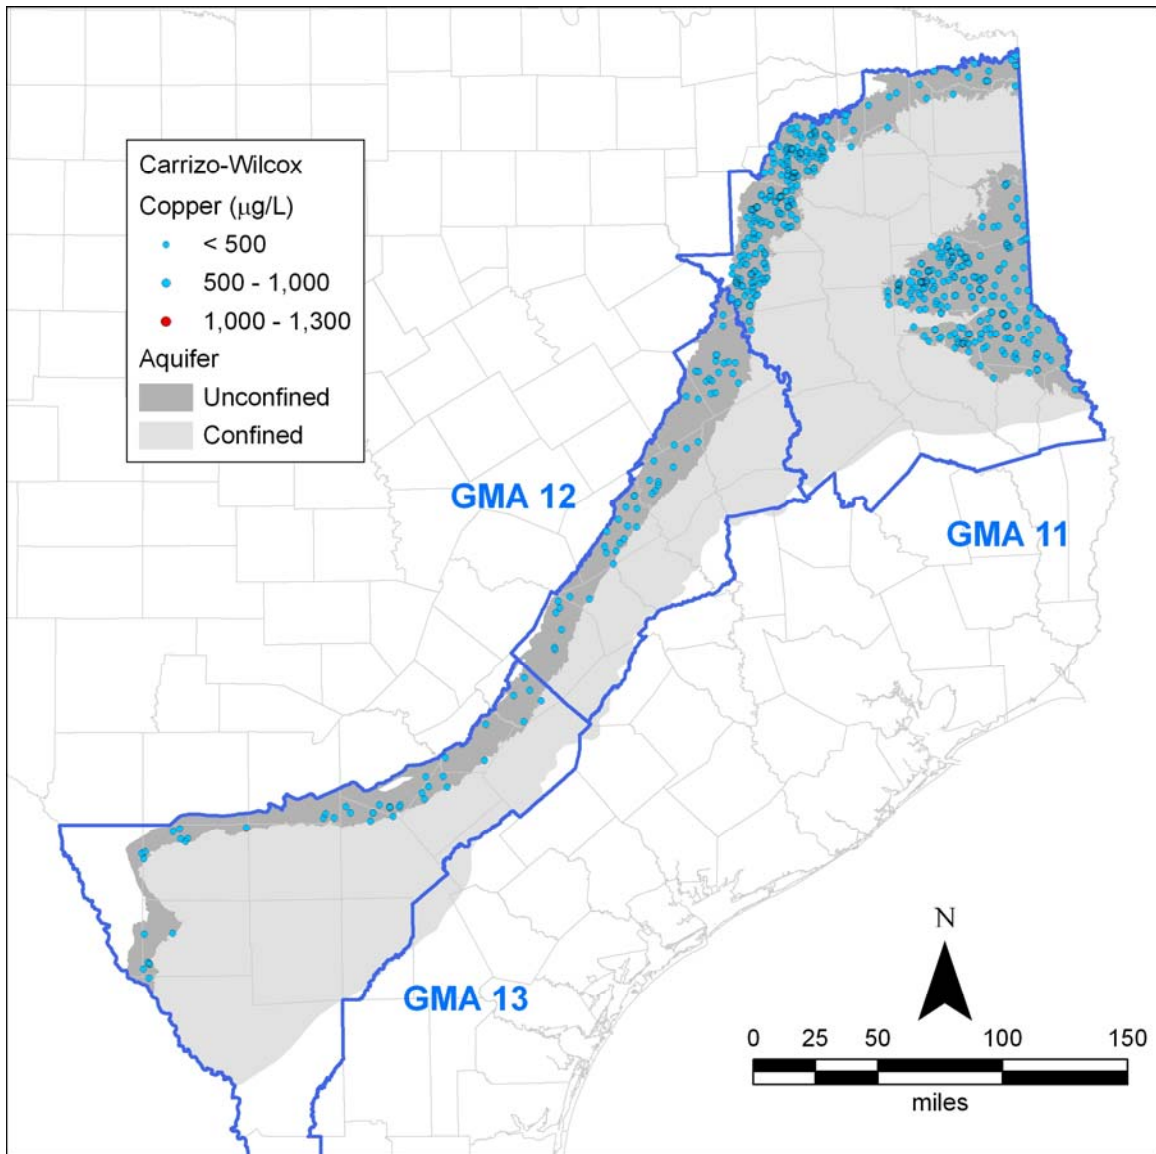 Carrizo-Wilcox
Copper (μg/L)
< 500
500 - 1,000
1,000 - 1,300
Aquifer
Unconfined
Confined
GMA 12
GMA 11
GMA 13
N
0 25 50 100 150
miles